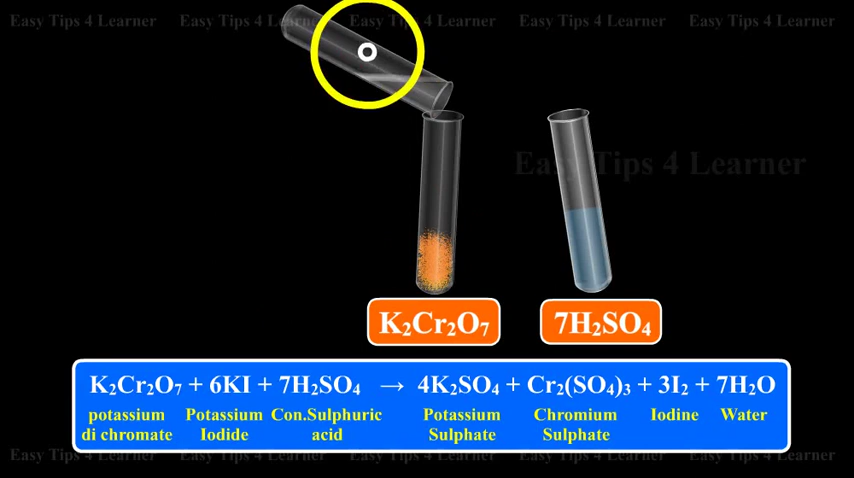 Easy Tips 4 Learner Easy Tips 4 Learner Easy Tips 4 Learner Easy Tips 4 Learner Easy Tips 4 Learner
Easy Tips 4 Learner
K₂Cr₂O₇
7H₂SO₄
K₂Cr₂O₇ + 6KI + 7H₂SO₄ → 4K₂SO₄ + Cr₂(SO₄)₃ + 3I₂ + 7H₂O
potassium Potassium Con.Sulphuric Potassium Chromium Iodine Water
di chromate Iodide acid Sulphate Sulphate
Easy Tips 4 Learner Easy Tips 4 Learner Easy Tips 4 Learner Easy Tips 4 Learner Easy Tips 4 Learner